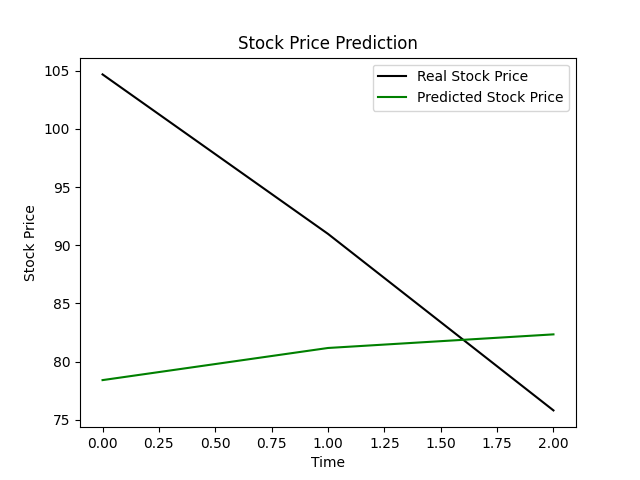 Stock Price Prediction
Real Stock Price
Predicted Stock Price
Stock Price
105
100
95
90
85
80
75
0.00 0.25 0.50 0.75 1.00 1.25 1.50 1.75 2.00
Time